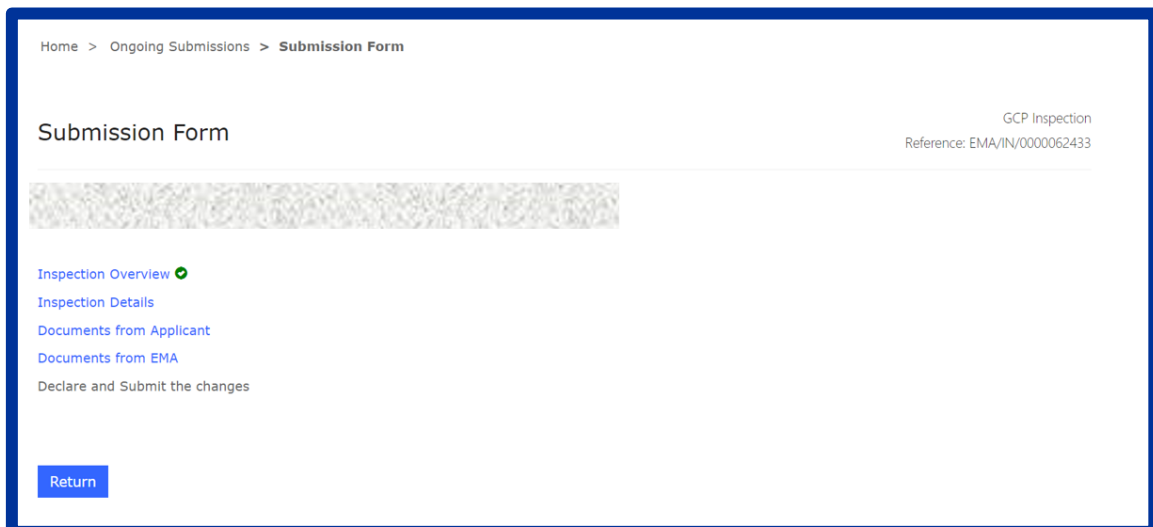 Home > Ongoing Submissions > Submission Form
Submission Form
GCP Inspection
Reference: EMA/IN/0000062433
Inspection Overview
Inspection Details
Documents from Applicant
Documents from EMA
Declare and Submit the changes
Return